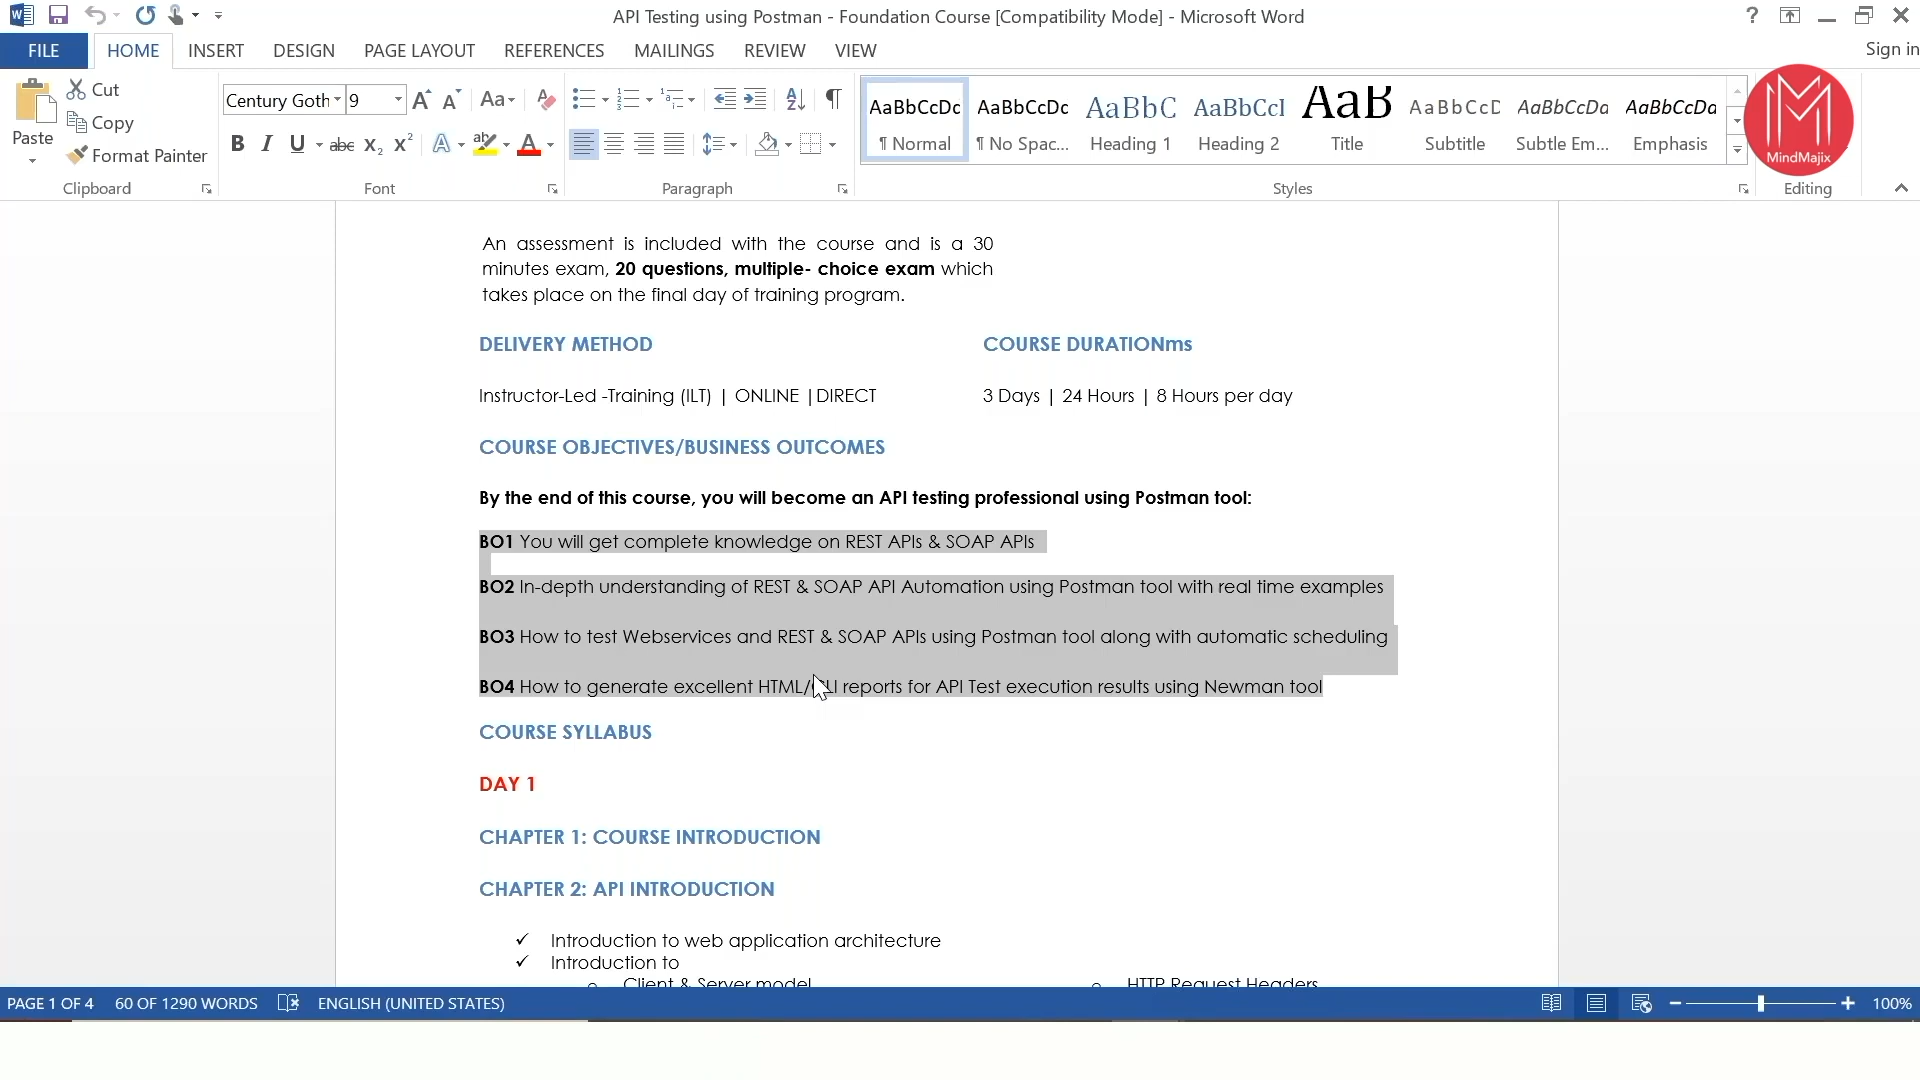 API Testing using Postman - Foundation Course [Compatibility Mode] - Microsoft Word
FILE HOME INSERT DESIGN PAGE LAYOUT REFERENCES MAILINGS REVIEW VIEW Sign in
Paste
Cut
Copy
Format Painter
Clipboard
Century Goth 9
Font
Paragraph
AaBbCcDc AaBbCcDc AaBbC AaBbCcI AaB AaBbCcD AaBbCcDa AaBbCcDa
¶ Normal ¶ No Spac... Heading 1 Heading 2 Title Subtitle Subtle Em... Emphasis
Styles
MindMajix
Editing
An assessment is included with the course and is a 30
minutes exam, 20 questions, multiple- choice exam which
takes place on the final day of training program.
DELIVERY METHOD COURSE DURATIONms
Instructor-Led -Training (ILT) | ONLINE |DIRECT 3 Days | 24 Hours | 8 Hours per day
COURSE OBJECTIVES/BUSINESS OUTCOMES
By the end of this course, you will become an API testing professional using Postman tool:
BO1 You will get complete knowledge on REST APIs & SOAP APIs
BO2 In-depth understanding of REST & SOAP API Automation using Postman tool with real time examples
BO3 How to test Webservices and REST & SOAP APIs using Postman tool along with automatic scheduling
BO4 How to generate excellent HTML/CLI reports for API Test execution results using Newman tool
COURSE SYLLABUS
DAY 1
CHAPTER 1: COURSE INTRODUCTION
CHAPTER 2: API INTRODUCTION
✓ Introduction to web application architecture
✓ Introduction to
o Client & Server model o HTTP Request Headers
PAGE 1 OF 4 60 OF 1290 WORDS ENGLISH (UNITED STATES) 100%